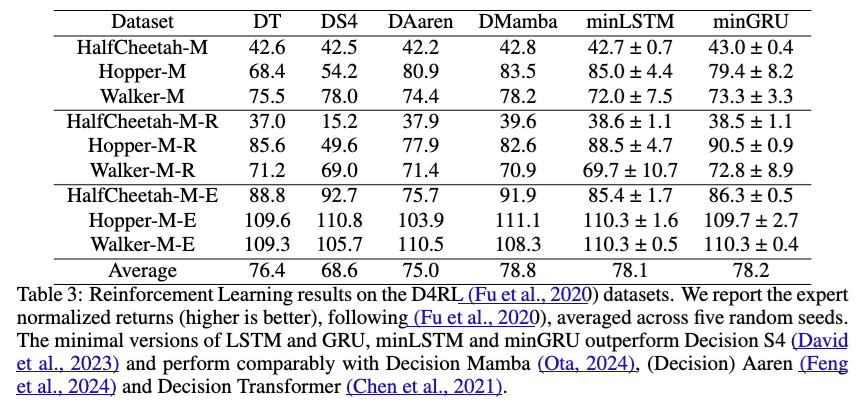 Dataset DT DS4 DAaren DMamba minLSTM minGRU
HalfCheetah-M 42.6 42.5 42.2 42.8 42.7 ± 0.7 43.0 ± 0.4
Hopper-M 68.4 54.2 80.9 83.5 85.0 ± 4.4 79.4 ± 8.2
Walker-M 75.5 78.0 74.4 78.2 72.0 ± 7.5 73.3 ± 3.3
HalfCheetah-M-R 37.0 15.2 37.9 39.6 38.6 ± 1.1 38.5 ± 1.1
Hopper-M-R 85.6 49.6 77.9 82.6 88.5 ± 4.7 90.5 ± 0.9
Walker-M-R 71.2 69.0 71.4 70.9 69.7 ± 10.7 72.8 ± 8.9
HalfCheetah-M-E 88.8 92.7 75.7 91.9 85.4 ± 1.7 86.3 ± 0.5
Hopper-M-E 109.6 110.8 103.9 111.1 110.3 ± 1.6 109.7 ± 2.7
Walker-M-E 109.3 105.7 110.5 108.3 110.3 ± 0.5 110.3 ± 0.4
Average 76.4 68.6 75.0 78.8 78.1 78.2
Table 3: Reinforcement Learning results on the D4RL (Fu et al., 2020) datasets. We report the expert
normalized returns (higher is better), following (Fu et al., 2020), averaged across five random seeds.
The minimal versions of LSTM and GRU, minLSTM and minGRU outperform Decision S4 (David
et al., 2023) and perform comparably with Decision Mamba (Ota, 2024), (Decision) Aaren (Feng
et al., 2024) and Decision Transformer (Chen et al., 2021).